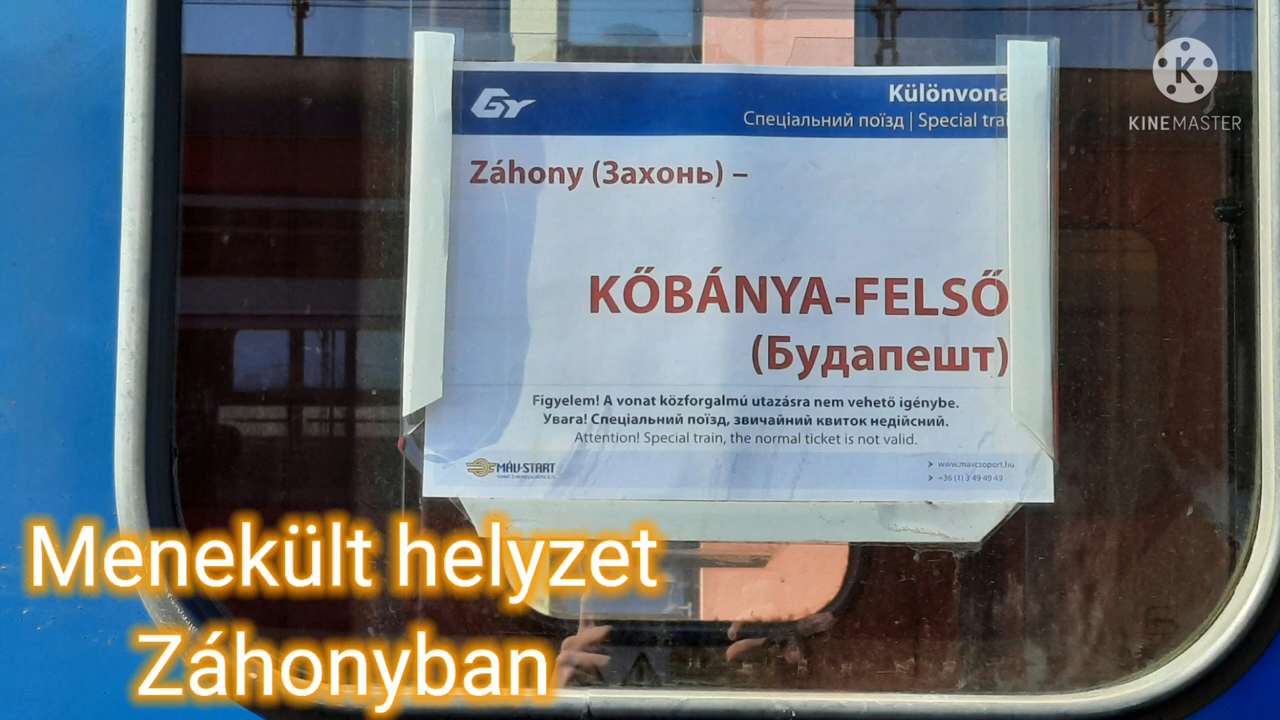 GY
Különvona
Спеціальний поїзд | Special trai
Záhony (Захонь) –
KŐBÁNYA-FELSŐ
(Будапешт)
Figyelem! A vonat közforgalmú utazásra nem vehető igénybe.
Увага! Спеціальний поїзд, звичайний квиток недійсний.
Attention! Special train, the normal ticket is not valid.
MÁV-START
www.mavcsoport.hu
+36 (1) 3 49 49 49
K
KINEMASTER
Menekült helyzet
Záhonyban